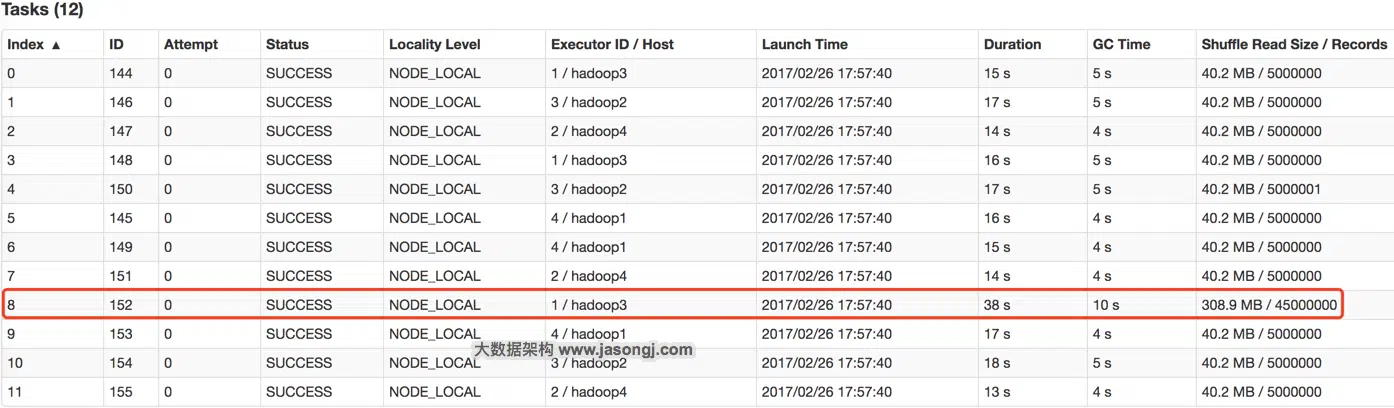 Tasks (12)
Index ▲ ID Attempt Status Locality Level Executor ID / Host Launch Time Duration GC Time Shuffle Read Size / Records
0 144 0 SUCCESS NODE_LOCAL 1 / hadoop3 2017/02/26 17:57:40 15 s 5 s 40.2 MB / 5000000
1 146 0 SUCCESS NODE_LOCAL 3 / hadoop2 2017/02/26 17:57:40 17 s 5 s 40.2 MB / 5000000
2 147 0 SUCCESS NODE_LOCAL 2 / hadoop4 2017/02/26 17:57:40 14 s 4 s 40.2 MB / 5000000
3 148 0 SUCCESS NODE_LOCAL 1 / hadoop3 2017/02/26 17:57:40 16 s 5 s 40.2 MB / 5000000
4 150 0 SUCCESS NODE_LOCAL 3 / hadoop2 2017/02/26 17:57:40 17 s 5 s 40.2 MB / 5000001
5 145 0 SUCCESS NODE_LOCAL 4 / hadoop1 2017/02/26 17:57:40 16 s 4 s 40.2 MB / 5000000
6 149 0 SUCCESS NODE_LOCAL 4 / hadoop1 2017/02/26 17:57:40 15 s 4 s 40.2 MB / 5000000
7 151 0 SUCCESS NODE_LOCAL 2 / hadoop4 2017/02/26 17:57:40 14 s 4 s 40.2 MB / 5000000
8 152 0 SUCCESS NODE_LOCAL 1 / hadoop3 2017/02/26 17:57:40 38 s 10 s 308.9 MB / 45000000
9 153 0 SUCCESS NODE_LOCAL 4 / hadoop1 2017/02/26 17:57:40 17 s 4 s 40.2 MB / 5000000
大数据架构 www.jasongj.com
10 154 0 SUCCESS NODE_LOCAL 3 / hadoop2 2017/02/26 17:57:40 18 s 5 s 40.2 MB / 5000000
11 155 0 SUCCESS NODE_LOCAL 2 / hadoop4 2017/02/26 17:57:40 13 s 4 s 40.2 MB / 5000000